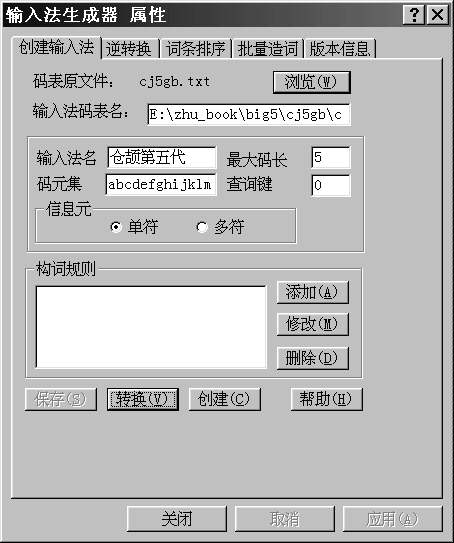 输入法生成器 属性
创建输入法 逆转换 词条排序 批量造词 版本信息
码表原文件： cj5gb.txt 浏览(W)
输入法码表名： E:\zhu_book\big5\cj5gb\c
输入法名 仓颉第五代 最大码长 5
码元集 abcdefghijklm 查询键 0
信息元
单符 多符
构词规则
添加(A)
修改(M)
删除(D)
保存(S) 转换(V) 创建(C) 帮助(H)
关闭 取消 应用(A)